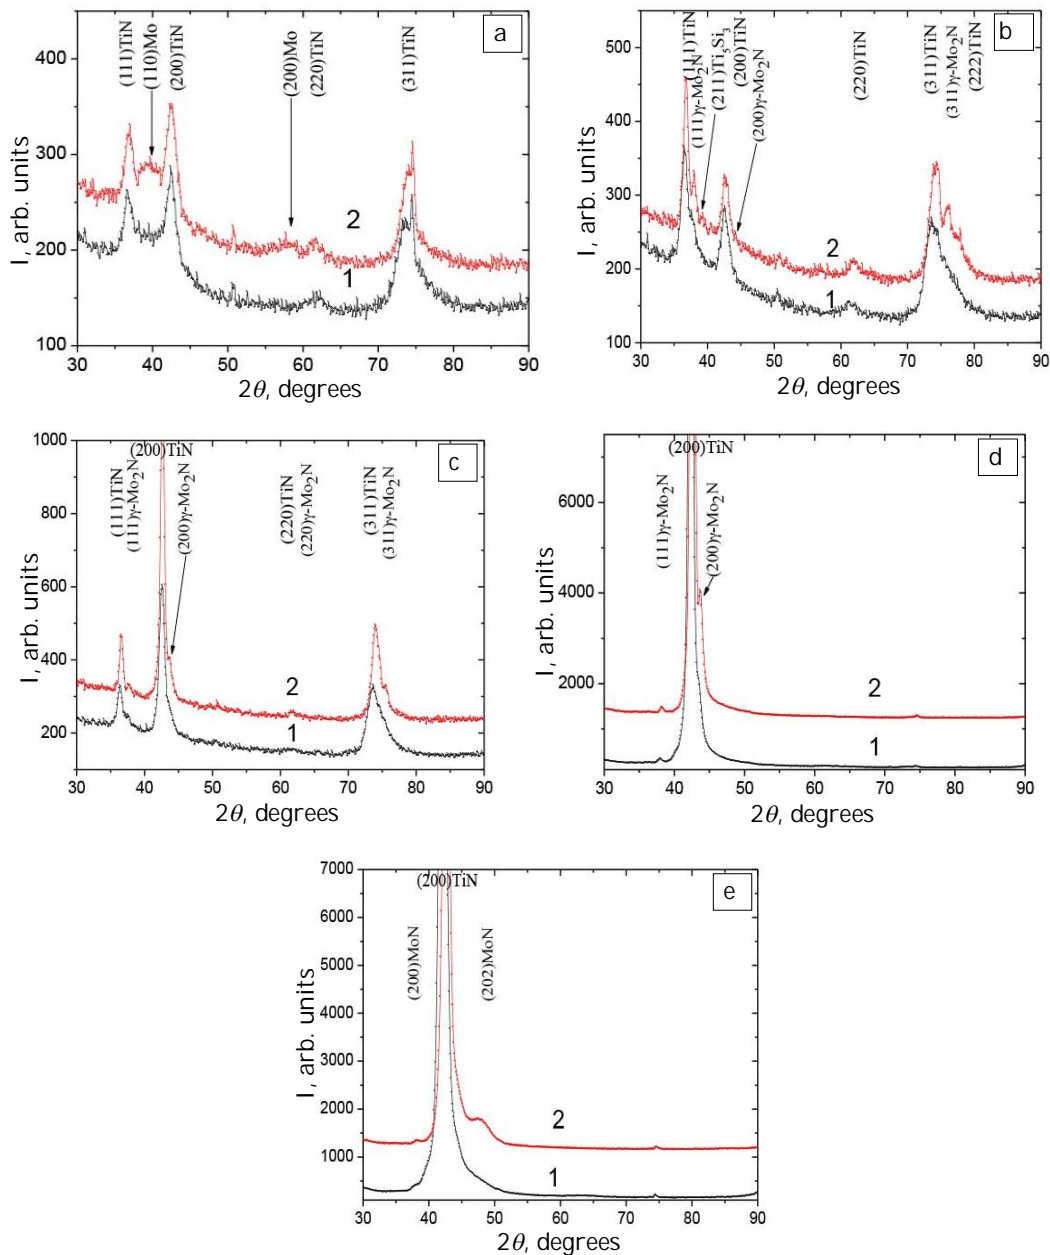 a
(111)TiN
(110)Mo
(200)TiN
(200)Mo
(220)TiN
(311)TiN
400
300
200
100
I, arb. units
2
1
30 40 50 60 70 80 90
2θ, degrees
b
(111)TiN
(111)γ-Mo₂N
(211)Ti₅Si₃
(200)TiN
(200)γ-Mo₂N
(220)TiN
(311)TiN
(311)γ-Mo₂N
(222)TiN
500
400
300
200
100
I, arb. units
2
1
30 40 50 60 70 80 90
2θ, degrees
c
(200)TiN
(111)TiN
(111)γ-Mo₂N
(200)γ-Mo₂N
(220)TiN
(220)γ-Mo₂N
(311)TiN
(311)γ-Mo₂N
1000
800
600
400
200
I, arb. units
2
1
30 40 50 60 70 80 90
2θ, degrees
d
(200)TiN
(111)γ-Mo₂N
(200)γ-Mo₂N
6000
4000
2000
I, arb. units
2
1
30 40 50 60 70 80 90
2θ, degrees
e
(200)TiN
(200)MoN
(202)MoN
7000
6000
5000
4000
3000
2000
1000
I, arb. units
2
1
30 40 50 60 70 80 90
2θ, degrees